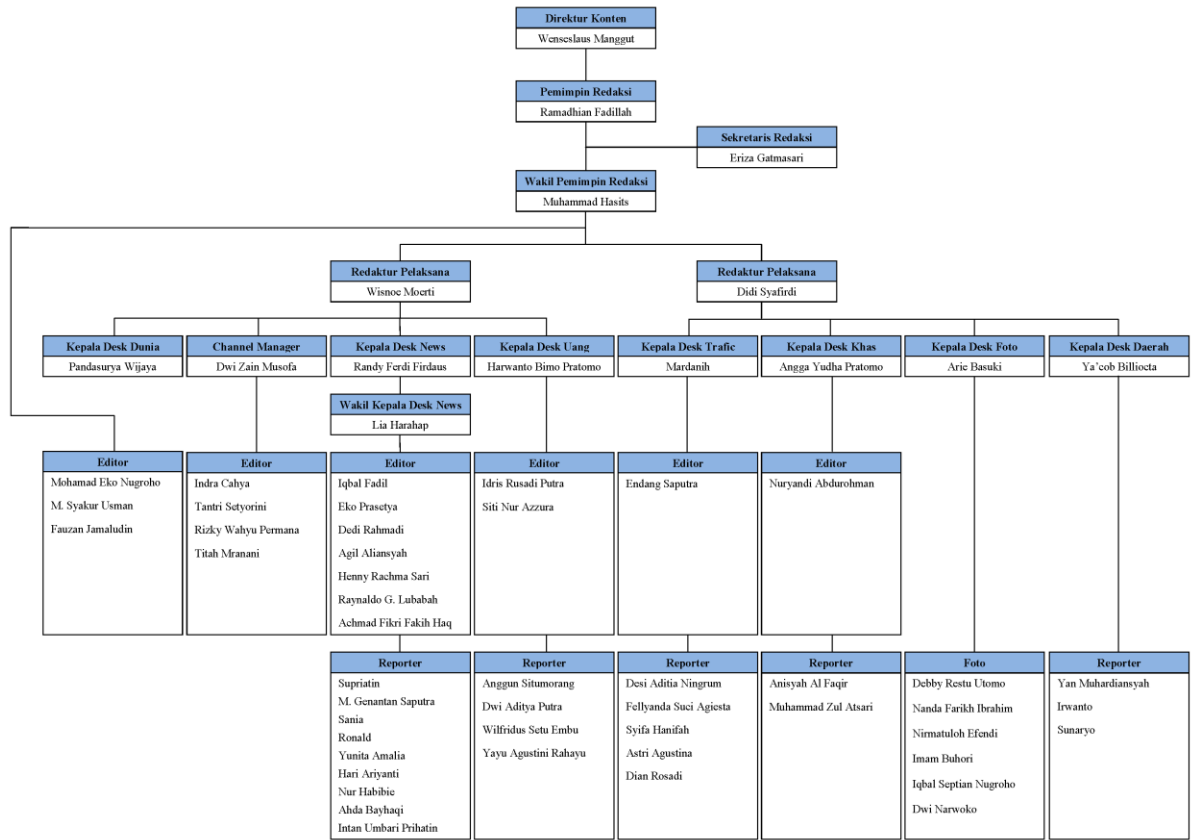 Direktur Konten
Wenseslaus Manggut
Pemimpin Redaksi
Ramadhian Fadillah
Sekretaris Redaksi
Eriza Gatmasari
Wakil Pemimpin Redaksi
Muhammad Hasits
Redaktur Pelaksana
Wisnoe Moerti
Redaktur Pelaksana
Didi Syafirdi
Kepala Desk Dunia
Pandasurya Wijaya
Channel Manager
Dwi Zain Musofa
Kepala Desk News
Randy Ferdi Firdaus
Kepala Desk Uang
Harwanto Bimo Pratomo
Kepala Desk Trafic
Mardanih
Kepala Desk Khas
Angga Yudha Pratomo
Kepala Desk Foto
Arie Basuki
Kepala Desk Daerah
Ya'cob Billiocta
Wakil Kepala Desk News
Lia Harahap
Editor
Mohamad Eko Nugroho
M. Syakur Usman
Fauzan Jamaludin
Editor
Indra Cahya
Tantri Setyorini
Rizky Wahyu Permana
Titah Mranani
Editor
Iqbal Fadil
Eko Prasetya
Dedi Rahmadi
Agil Aliansyah
Henny Rachma Sari
Raynaldo G. Lubabah
Achmad Fikri Fakih Haq
Editor
Idris Rusadi Putra
Siti Nur Azzura
Editor
Endang Saputra
Editor
Nuryandi Abdurohman
Reporter
Supriatin
M. Genantan Saputra
Sania
Ronald
Yunita Amalia
Hari Ariyanti
Nur Habibie
Ahda Bayhaqi
Intan Umbari Prihatin
Reporter
Anggun Situmorang
Dwi Aditya Putra
Wilfridus Setu Embu
Yayu Agustini Rahayu
Reporter
Desi Aditia Ningrum
Fellyanda Suci Agiesta
Syifa Hanifah
Astri Agustina
Dian Rosadi
Reporter
Anisyah Al Faqir
Muhammad Zul Atsari
Foto
Debby Restu Utomo
Nanda Farikh Ibrahim
Nirmatuloh Efendi
Imam Buhori
Iqbal Septian Nugroho
Dwi Narwoko
Reporter
Yan Muhardiansyah
Irwanto
Sunaryo